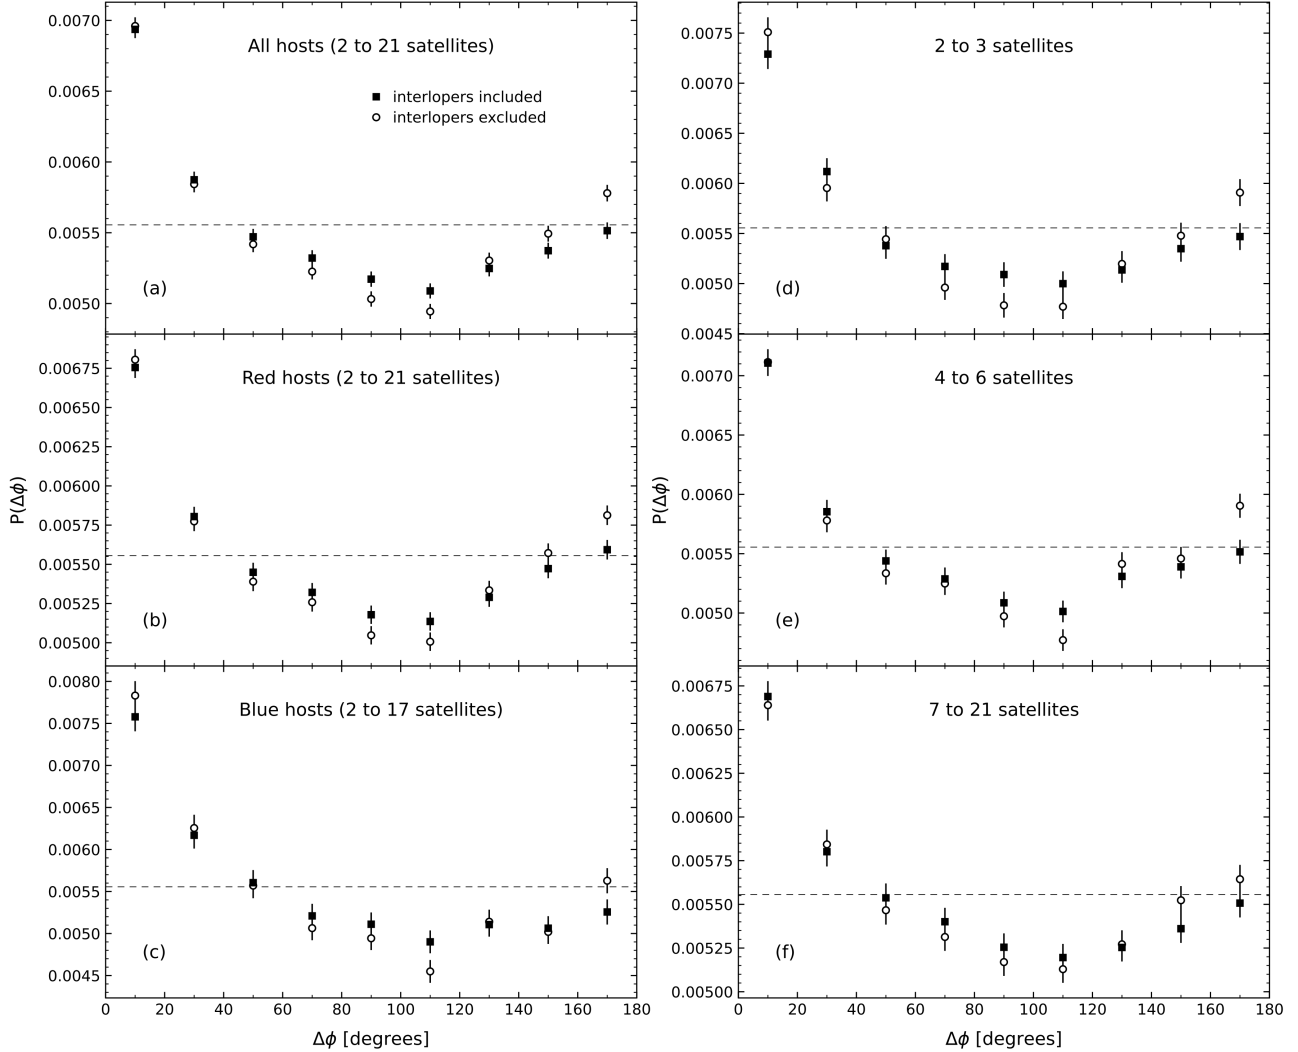 0.0070
0.0065
0.0060
0.0055
0.0050
All hosts (2 to 21 satellites)
interlopers included
interlopers excluded
(a)
0.0075
0.0070
0.0065
0.0060
0.0055
0.0050
0.0045
2 to 3 satellites
(d)
0.00675
0.00650
0.00625
0.00600
0.00575
0.00550
0.00525
0.00500
P(Δϕ)
Red hosts (2 to 21 satellites)
(b)
0.0070
0.0065
0.0060
0.0055
0.0050
P(Δϕ)
4 to 6 satellites
(e)
0.0080
0.0075
0.0070
0.0065
0.0060
0.0055
0.0050
0.0045
Blue hosts (2 to 17 satellites)
(c)
0 20 40 60 80 100 120 140 160 180
Δϕ [degrees]
0.00675
0.00650
0.00625
0.00600
0.00575
0.00550
0.00525
0.00500
7 to 21 satellites
(f)
0 20 40 60 80 100 120 140 160 180
Δϕ [degrees]